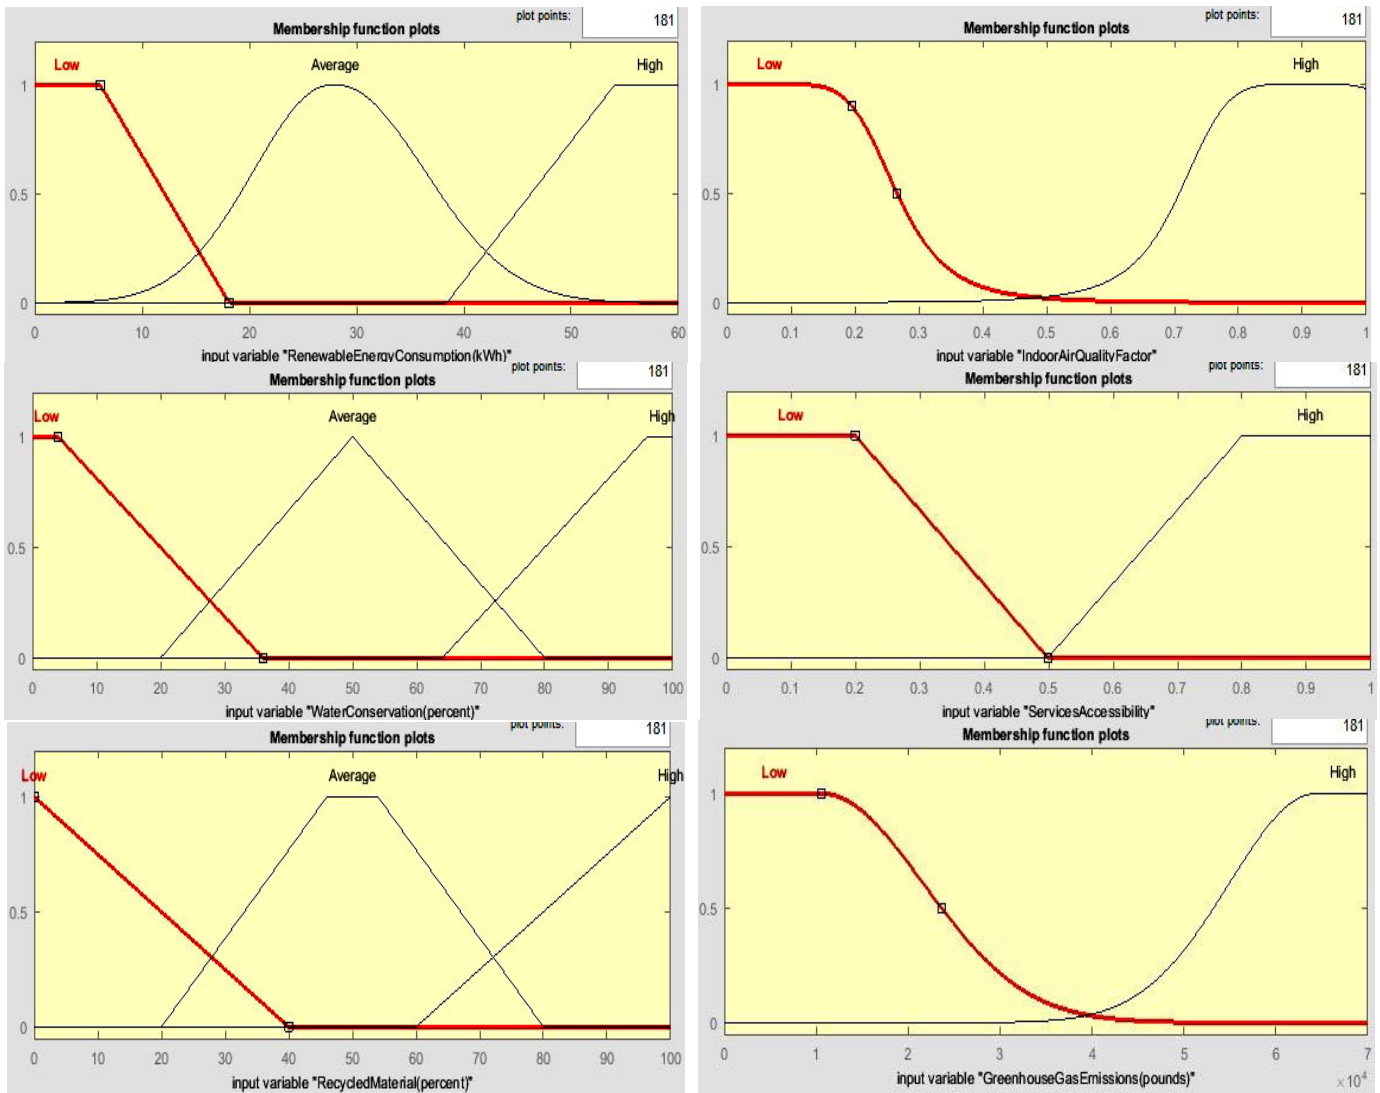 plot points: 181
Membership function plots
Low Average High
1
0.5
0
0 10 20 30 40 50 60
input variable "RenewableEnergyConsumption(kWh)"
plot points: 181
Membership function plots
Low High
1
0.5
0
0 0.1 0.2 0.3 0.4 0.5 0.6 0.7 0.8 0.9 1
input variable "IndoorAirQualityFactor"
plot points: 181
Membership function plots
Low Average High
1
0.5
0
0 10 20 30 40 50 60 70 80 90 100
input variable "WaterConservation(percent)"
plot points: 181
Membership function plots
Low High
1
0.5
0
0 0.1 0.2 0.3 0.4 0.5 0.6 0.7 0.8 0.9 1
input variable "ServicesAccessibility"
plot points: 181
Membership function plots
Low Average High
1
0.5
0
0 10 20 30 40 50 60 70 80 90 100
input variable "RecycledMaterial(percent)"
plot points: 181
Membership function plots
Low High
1
0.5
0
0 1 2 3 4 5 6 7
input variable "GreenhouseGasEmissions(pounds)" ×10⁴